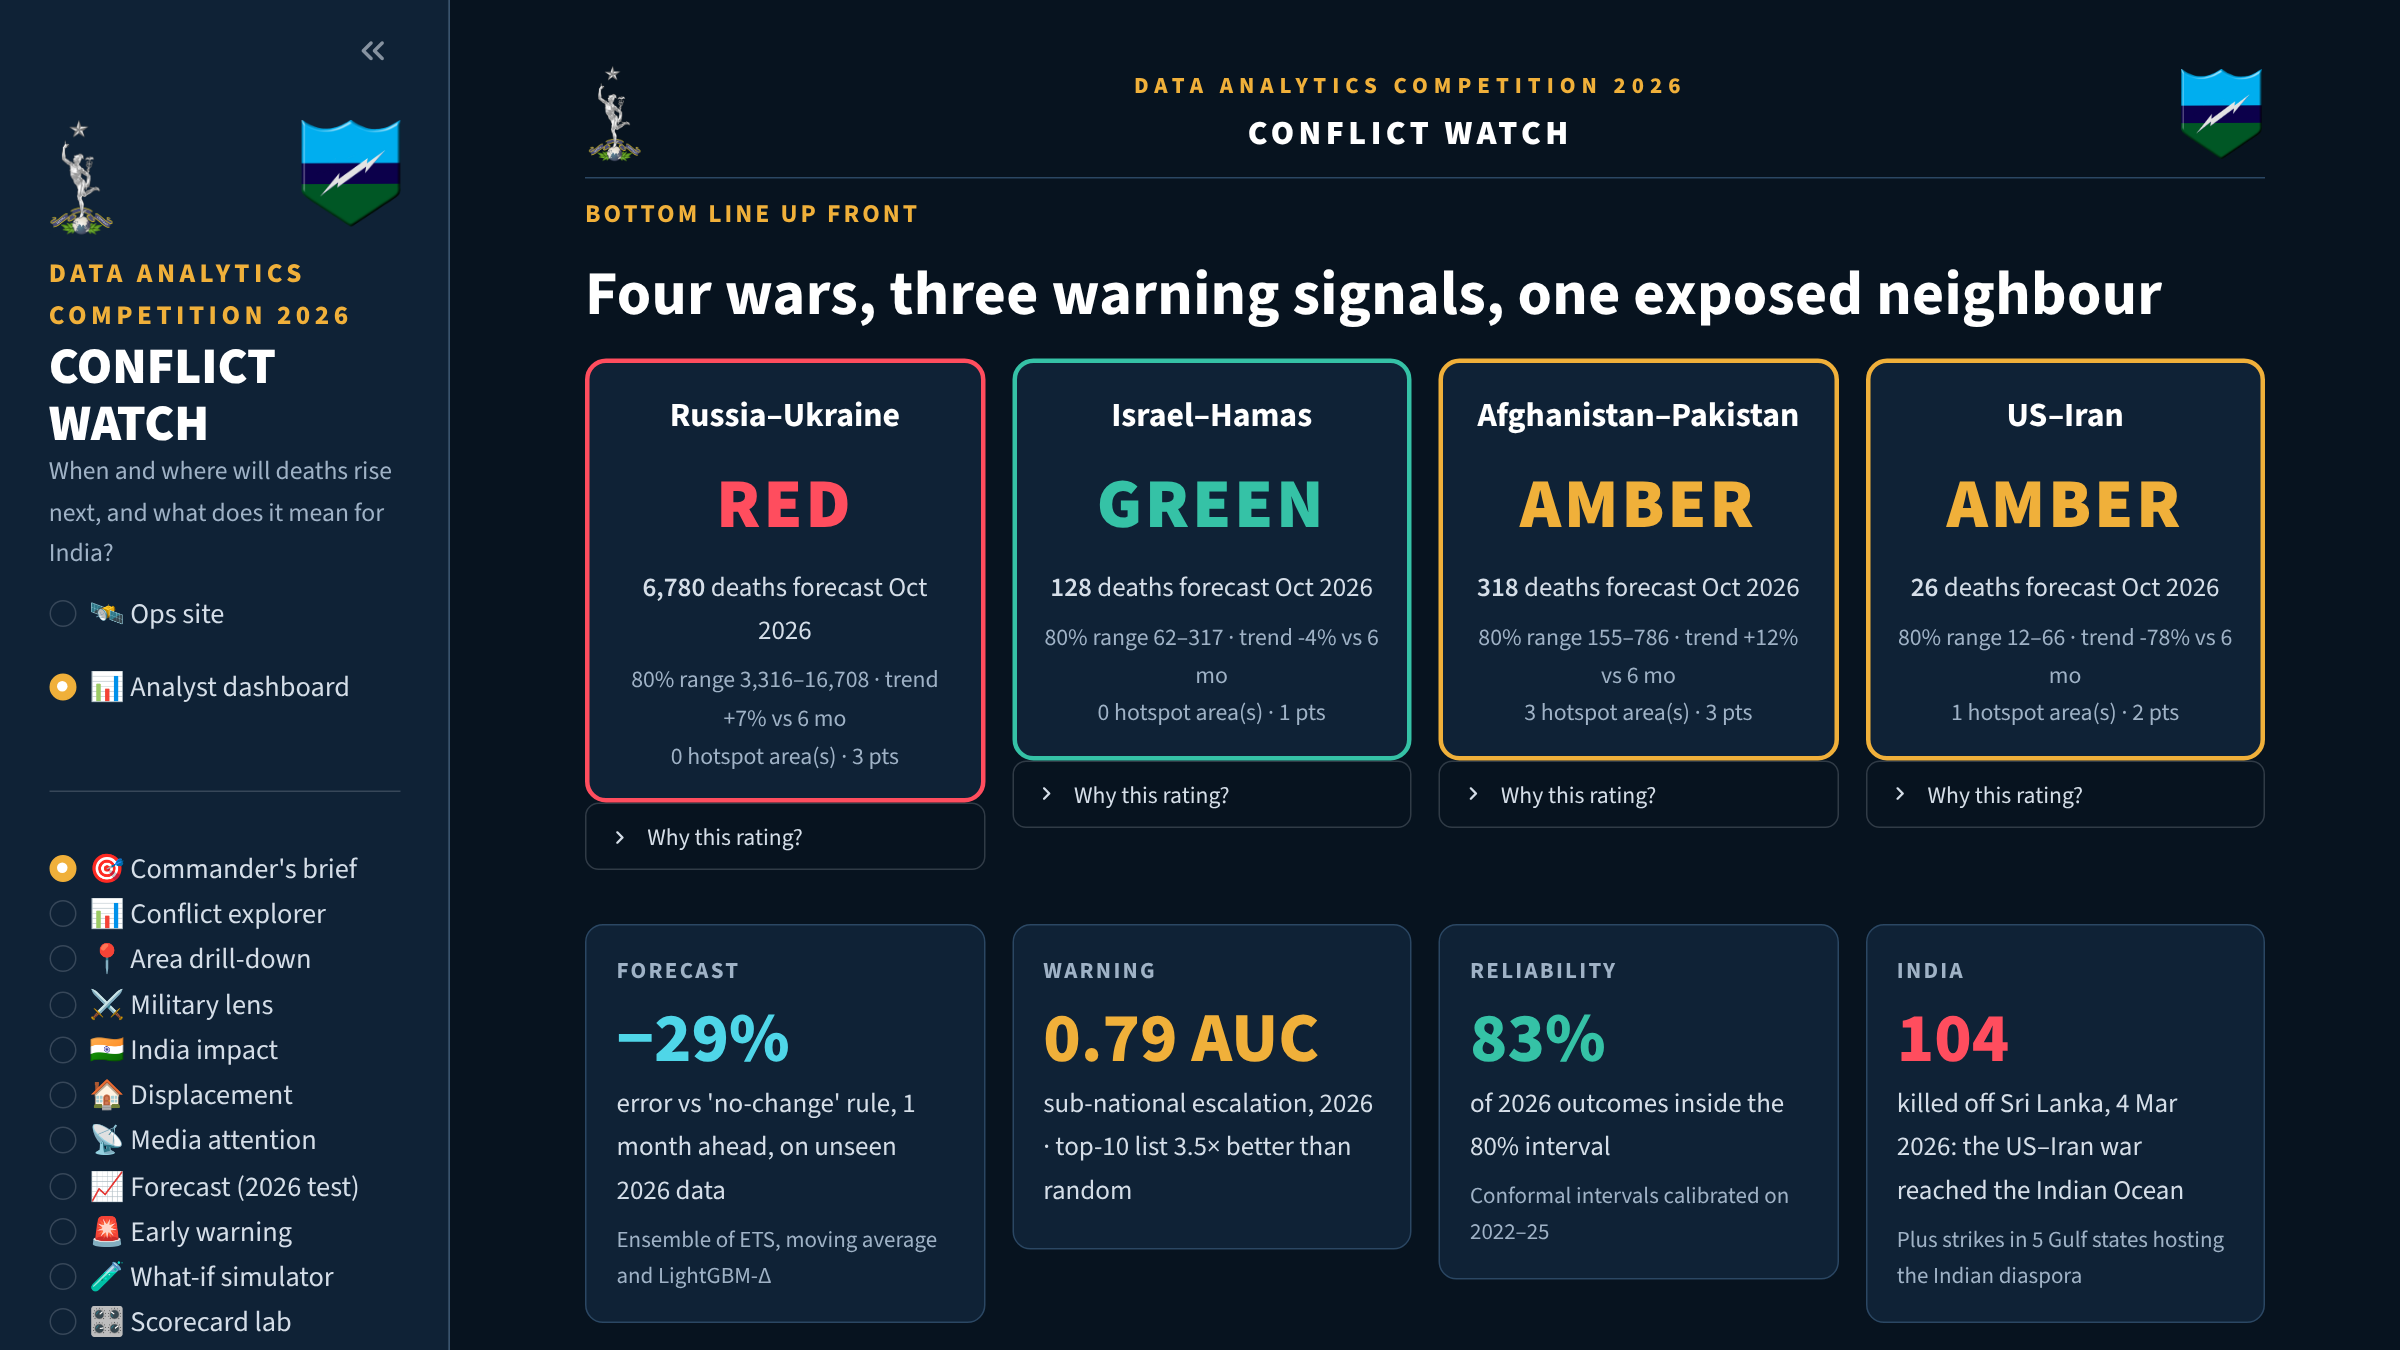 DATA ANALYTICS
COMPETITION 2026
CONFLICT
WATCH
When and where will deaths rise
next, and what does it mean for
India?
Ops site
Analyst dashboard
Commander's brief
Conflict explorer
Area drill-down
Military lens
India impact
Displacement
Media attention
Forecast (2026 test)
Early warning
What-if simulator
Scorecard lab
DATA ANALYTICS COMPETITION 2026
CONFLICT WATCH
BOTTOM LINE UP FRONT
Four wars, three warning signals, one exposed neighbour
Russia–Ukraine
RED
6,780 deaths forecast Oct
2026
80% range 3,316–16,708 · trend
+7% vs 6 mo
0 hotspot area(s) · 3 pts
Why this rating?
Israel–Hamas
GREEN
128 deaths forecast Oct 2026
80% range 62–317 · trend -4% vs 6
mo
0 hotspot area(s) · 1 pts
Why this rating?
Afghanistan–Pakistan
AMBER
318 deaths forecast Oct 2026
80% range 155–786 · trend +12%
vs 6 mo
3 hotspot area(s) · 3 pts
Why this rating?
US–Iran
AMBER
26 deaths forecast Oct 2026
80% range 12–66 · trend -78% vs 6
mo
1 hotspot area(s) · 2 pts
Why this rating?
FORECAST
−29%
error vs 'no-change' rule, 1
month ahead, on unseen
2026 data
Ensemble of ETS, moving average
and LightGBM-Δ
WARNING
0.79 AUC
sub-national escalation, 2026
· top-10 list 3.5× better than
random
RELIABILITY
83%
of 2026 outcomes inside the
80% interval
Conformal intervals calibrated on
2022–25
INDIA
104
killed off Sri Lanka, 4 Mar
2026: the US–Iran war
reached the Indian Ocean
Plus strikes in 5 Gulf states hosting
the Indian diaspora